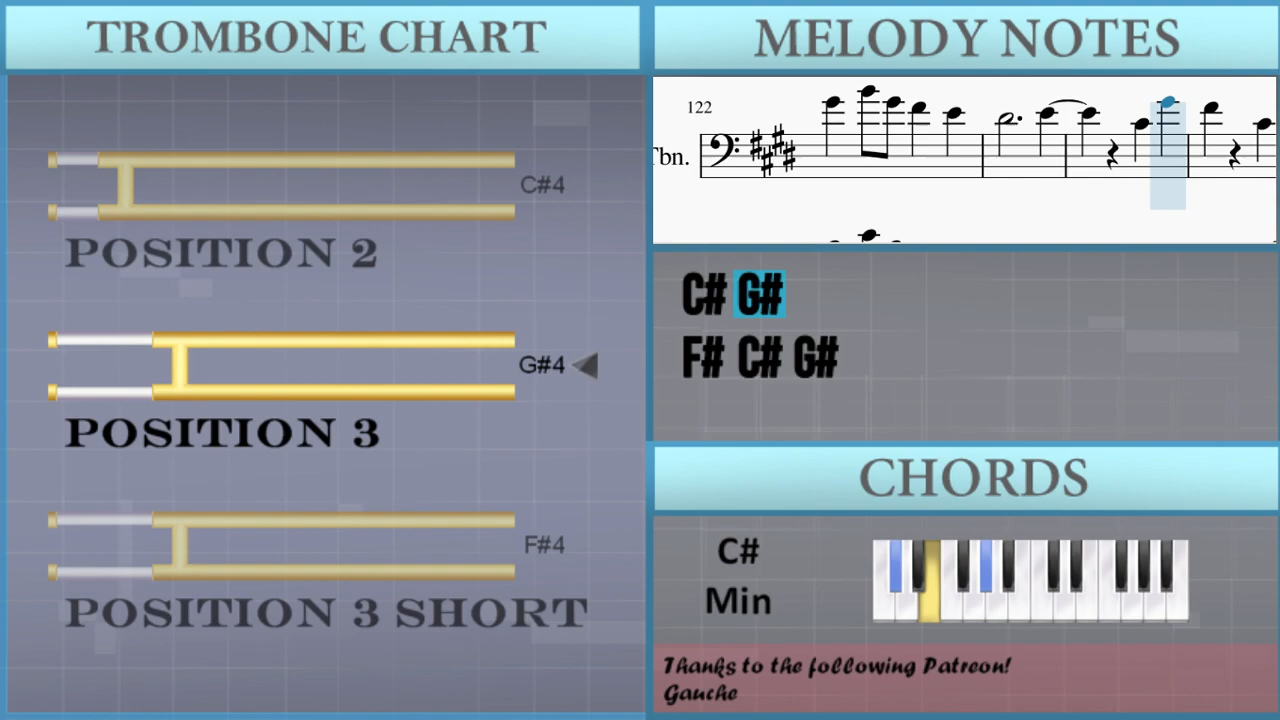 TROMBONE CHART
C#4
POSITION 2
G#4
POSITION 3
F#4
POSITION 3 SHORT
MELODY NOTES
122
Tbn.
C# G#
F# C# G#
CHORDS
C#
Min
Thanks to the following Patreon!
Gauche